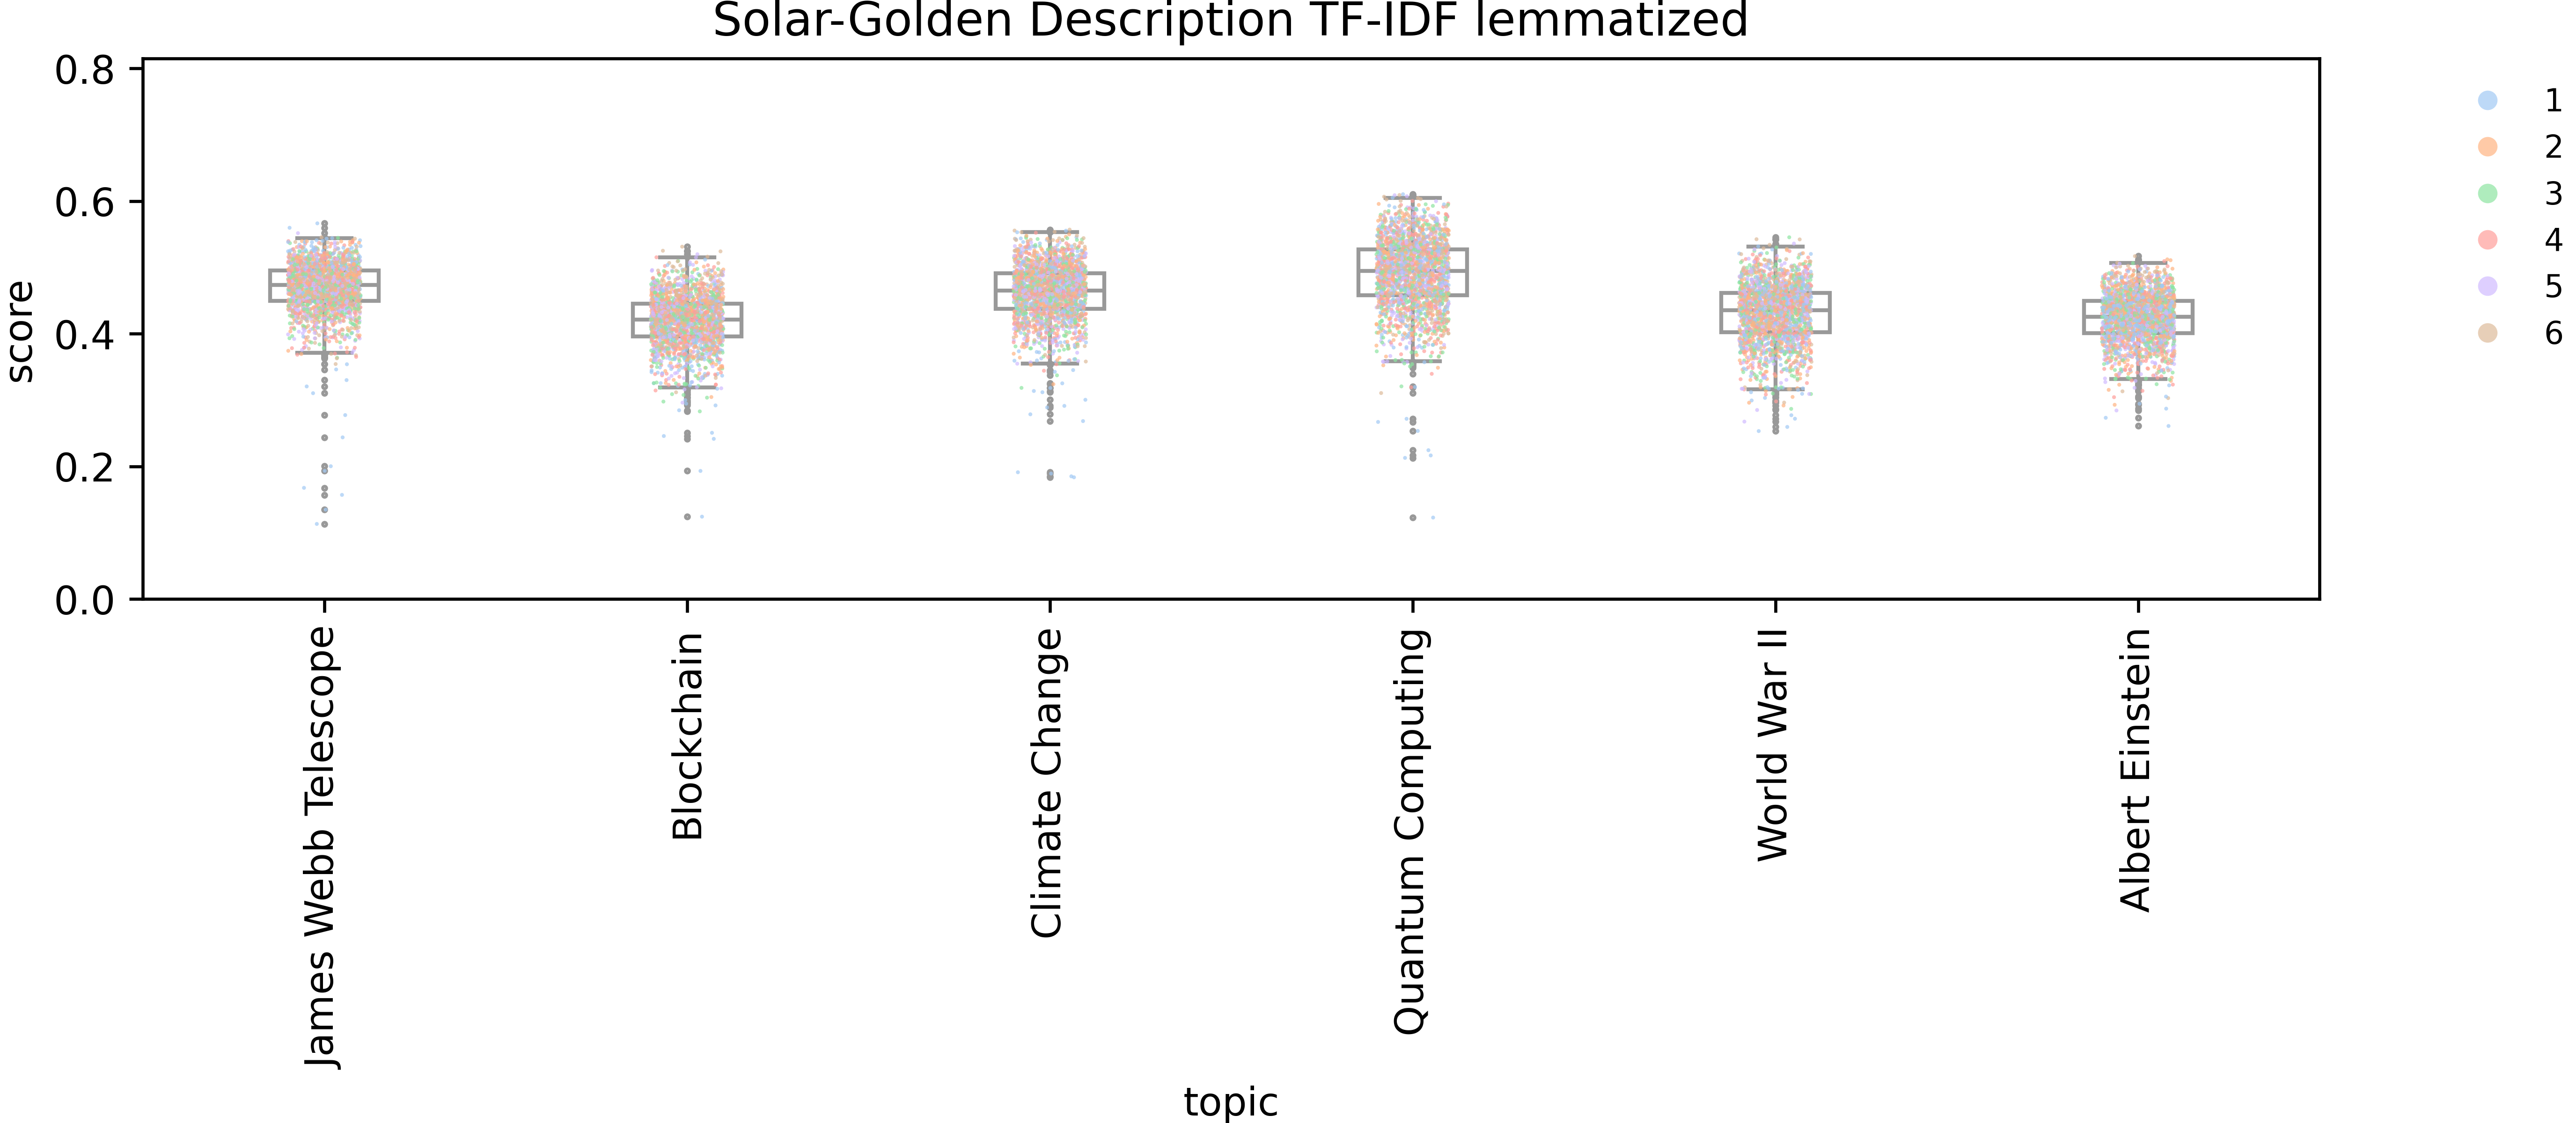 Solar-Golden Description TF-IDF lemmatized
score
0.8
0.6
0.4
0.2
0.0
James Webb Telescope
Blockchain
Climate Change
Quantum Computing
World War II
Albert Einstein
topic
1
2
3
4
5
6